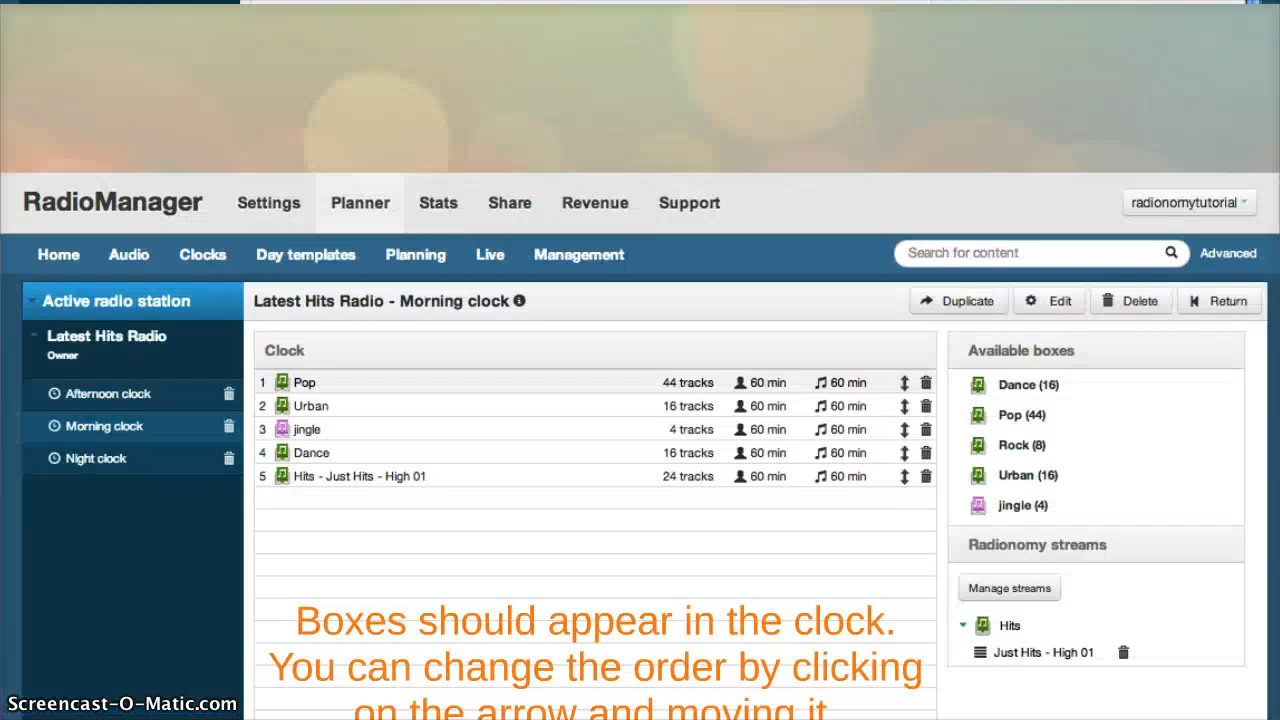 RadioManager Settings Planner Stats Share Revenue Support radionomytutorial
Home Audio Clocks Day templates Planning Live Management Search for content Advanced
Active radio station
Latest Hits Radio
Owner
Afternoon clock
Morning clock
Night clock
Latest Hits Radio - Morning clock Duplicate Edit Delete Return
Clock
1 Pop 44 tracks 60 min 60 min
2 Urban 16 tracks 60 min 60 min
3 jingle 4 tracks 60 min 60 min
4 Dance 16 tracks 60 min 60 min
5 Hits - Just Hits - High 01 24 tracks 60 min 60 min
Available boxes
Dance (16)
Pop (44)
Rock (8)
Urban (16)
jingle (4)
Radionomy streams
Manage streams
Hits
Just Hits - High 01
Boxes should appear in the clock.
You can change the order by clicking
on the arrow and moving it
Screencast-O-Matic.com